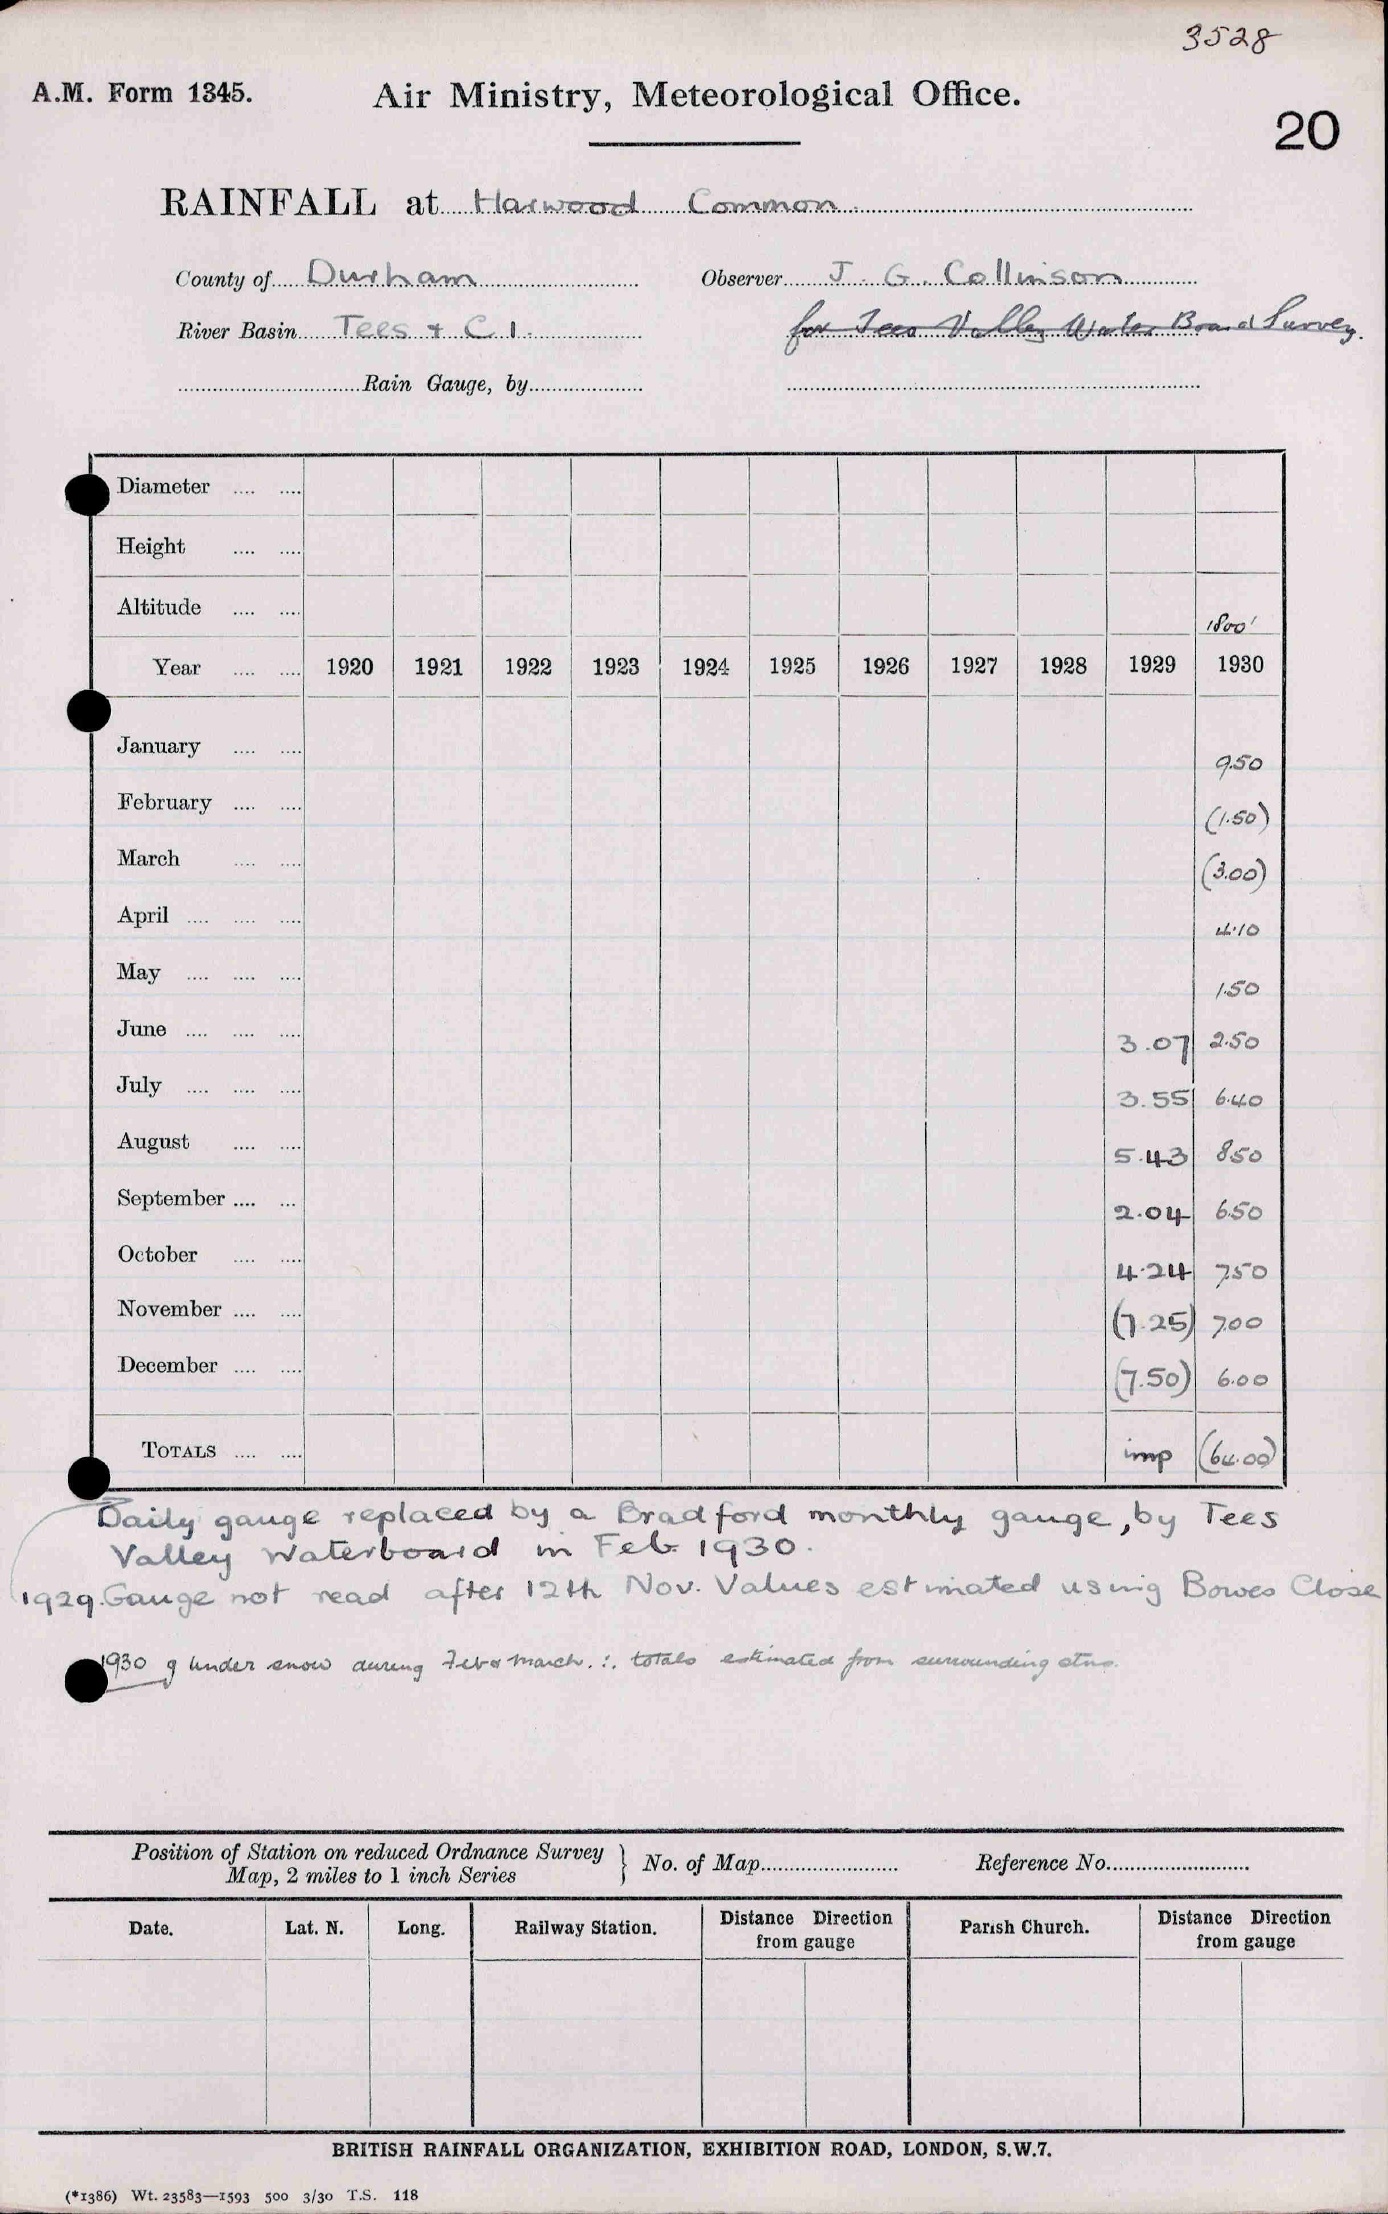 3528
A.M. Form 1345. Air Ministry, Meteorological Office.
20
RAINFALL at Harwood Common.
County of Durham Observer J. G. Collinson
River Basin Tees + C 1. for Tees Valley Water Board Survey.
Rain Gauge, by
Diameter
Height
Altitude 1800'
Year 1920 1921 1922 1923 1924 1925 1926 1927 1928 1929 1930
January 9.50
February (1.50)
March (3.00)
April 4.10
May 1.50
June 3.07 2.50
July 3.55 6.40
August 5.43 8.50
September 2.04 6.50
October 4.24 7.50
November (7.25) 7.00
December (7.50) 6.00
TOTALS imp (64.00)
Daily gauge replaced by a Bradford monthly gauge, by Tees
Valley Waterboard in Feb 1930.
1929. Gauge not read after 12th Nov. Values estimated using Bowes Close
1930 g under snow during Feb & March. ∴ totals estimated from surrounding stns.
Position of Station on reduced Ordnance Survey
Map, 2 miles to 1 inch Series } No. of Map Reference No.
Date. Lat. N. Long. Railway Station. Distance Direction from gauge Parish Church. Distance Direction from gauge
BRITISH RAINFALL ORGANIZATION, EXHIBITION ROAD, LONDON, S.W.7.
(*1386) Wt. 23583—1593 500 3/30 T.S. 118